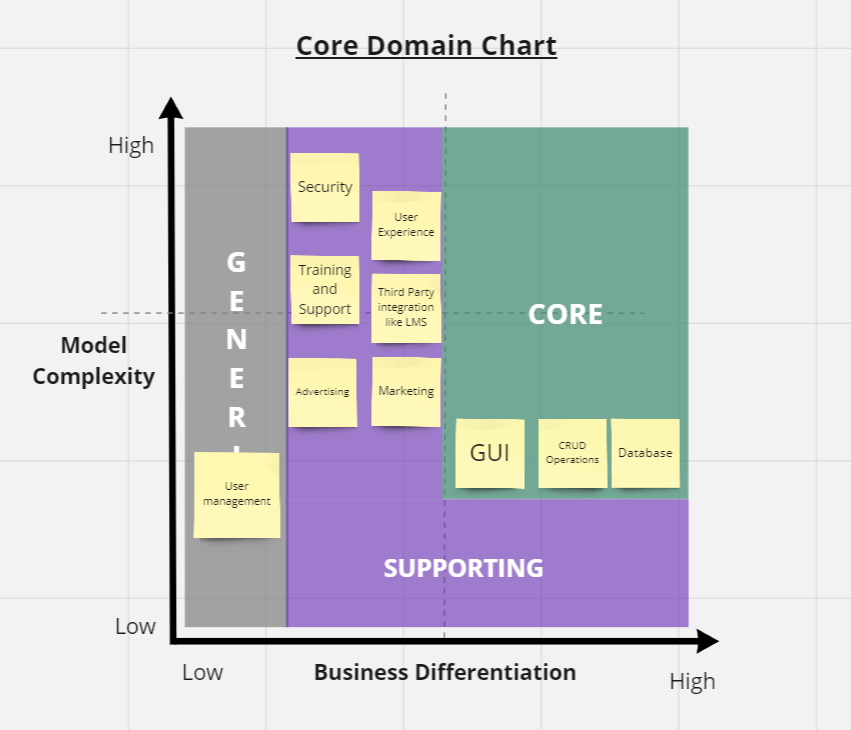 Core Domain Chart
High
Security
User
Experience
G
E
N
E
R
Training
and
Support
Third Party
integration
like LMS
CORE
Model
Complexity
Advertising
Marketing
GUI
CRUD
Operations
Database
User
management
SUPPORTING
Low
Low
Business Differentiation
High